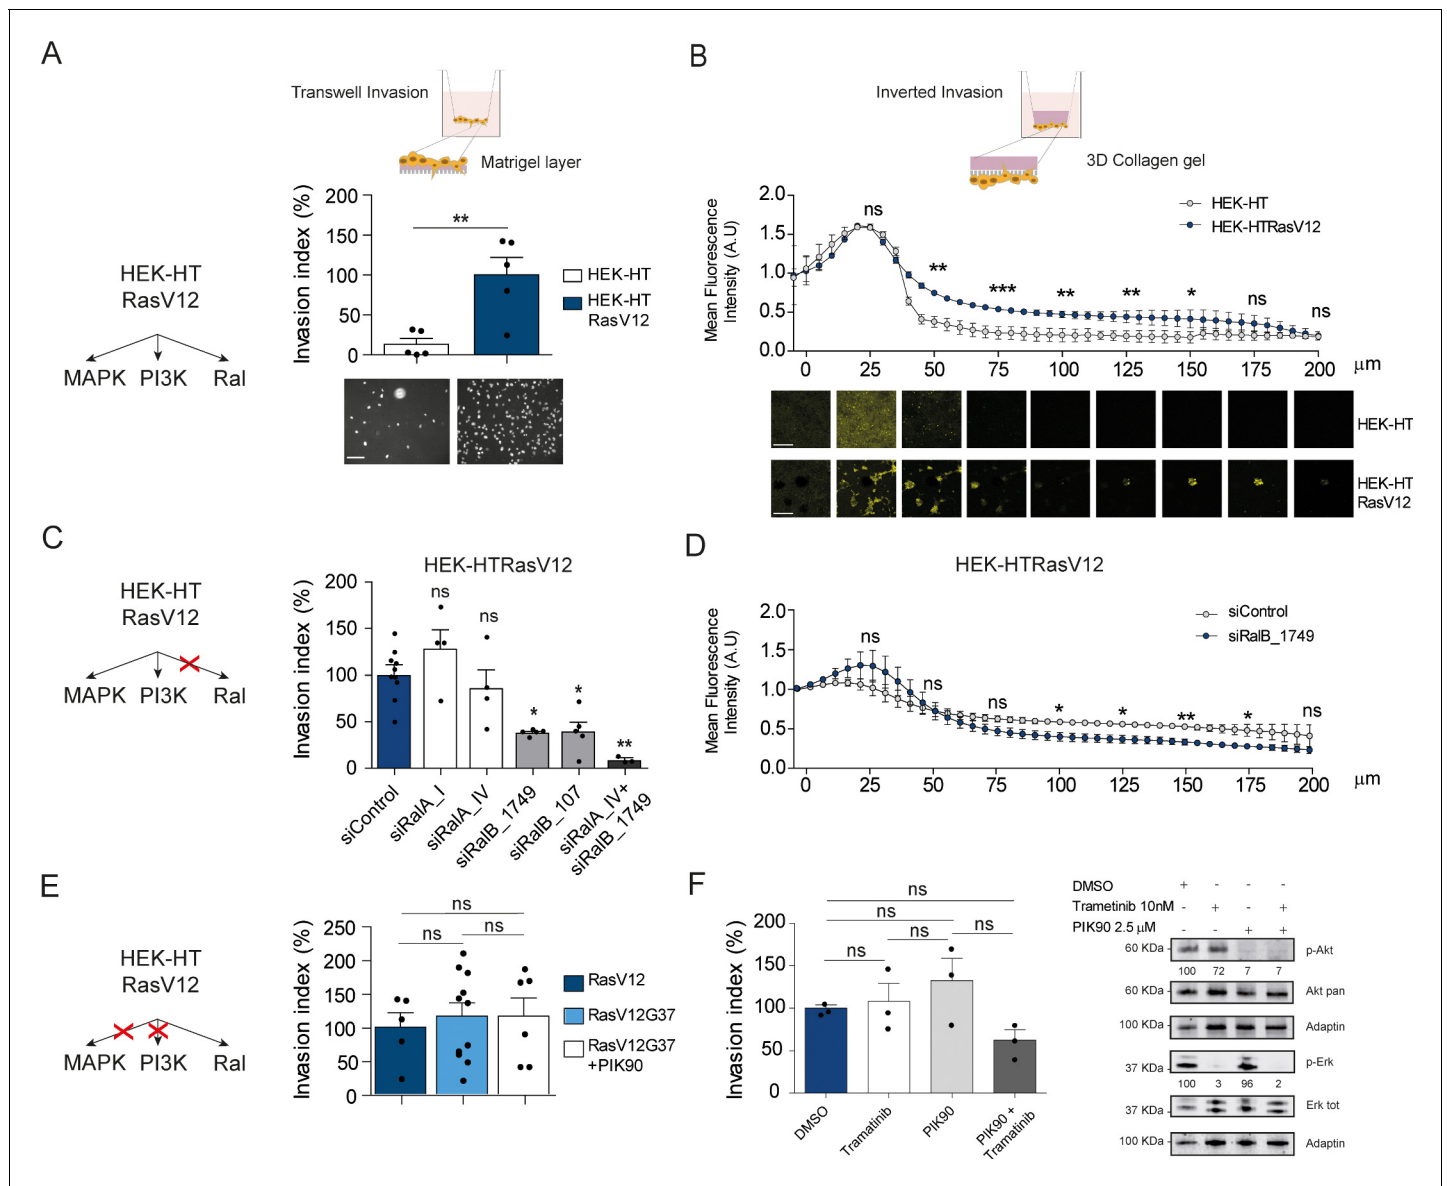 A
Transwell Invasion
Matrigel layer
HEK-HT
RasV12
MAPK PI3K Ral
Invasion index (%)
200
150
100
50
0
**
HEK-HT
HEK-HT
RasV12
B
Inverted Invasion
3D Collagen gel
Mean Fluorescence
Intensity (A.U)
2.0
1.0
0.5
0.0
ns
**
***
**
**
*
ns
ns
HEK-HT
HEK-HTRasV12
0 25 50 75 100 125 150 175 200 μm
HEK-HT
HEK-HT
RasV12
C
HEK-HT
RasV12
MAPK PI3K Ral
HEK-HTRasV12
Invasion index (%)
200
150
100
50
0
ns
ns
*
*
**
siControl
siRalA_I
siRalA_IV
siRalB_1749
siRalB_107
siRalA_IV+
siRalB_1749
D
HEK-HTRasV12
Mean Fluorescence
Intensity (A.U)
2.0
1.0
0.5
0.0
ns
ns
ns
*
*
**
*
ns
siControl
siRalB_1749
0 25 50 75 100 125 150 175 200 μm
E
HEK-HT
RasV12
MAPK PI3K Ral
Invasion index (%)
250
200
150
100
50
0
ns
ns
ns
RasV12
RasV12G37
RasV12G37
+PIK90
F
Invasion index (%)
200
150
100
50
0
ns
ns
ns
ns
ns
DMSO
Tramatinib
PIK90
PIK90 +
Tramatinib
DMSO + - - -
Trametinib 10nM - + - +
PIK90 2.5 μM - - + +
60 KDa p-Akt
100 72 7 7
60 KDa Akt pan
100 KDa Adaptin
37 KDa p-Erk
100 3 96 2
37 KDa Erk tot
100 KDa Adaptin